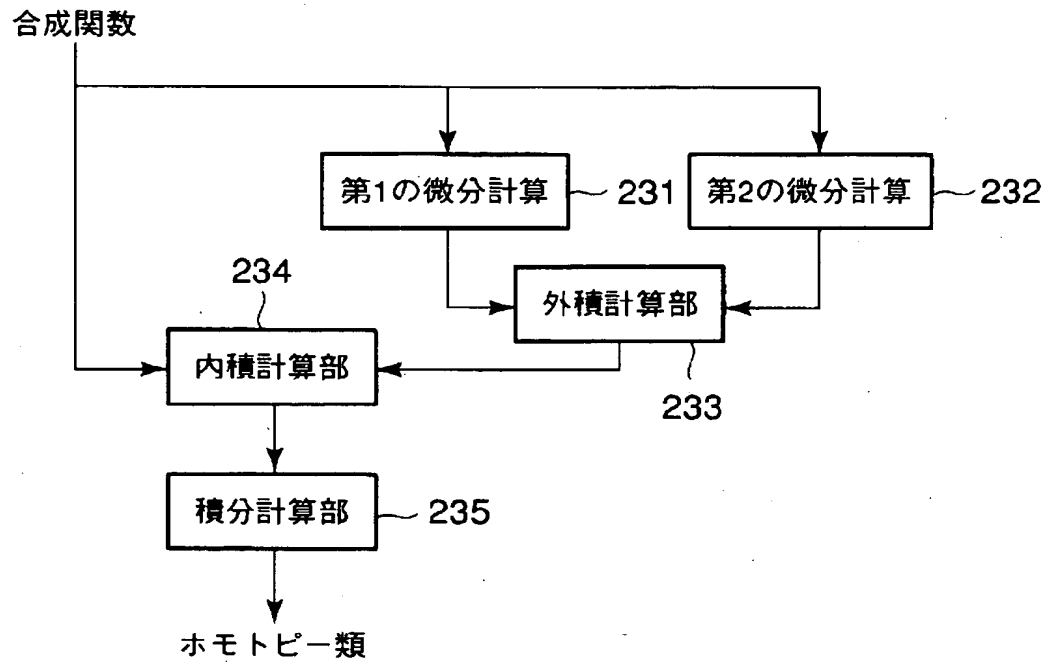 合成関数
第1の微分計算
231
第2の微分計算
232
234
外積計算部
内積計算部
233
積分計算部
235
ホモトピー類